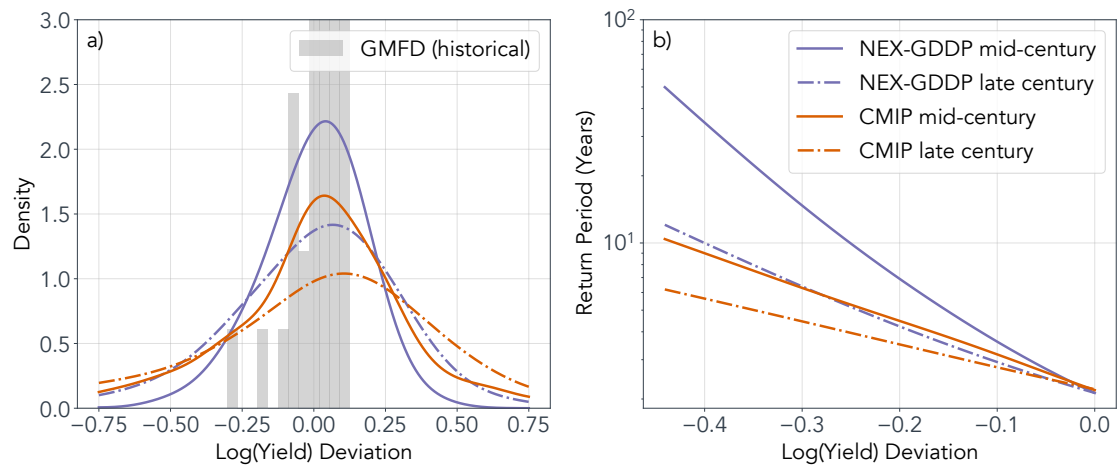 a)
GMFD (historical)
3.0
2.5
2.0
1.5
1.0
0.5
0.0
Density
−0.75 −0.50 −0.25 0.00 0.25 0.50 0.75
Log(Yield) Deviation
b)
NEX-GDDP mid-century
NEX-GDDP late century
CMIP mid-century
CMIP late century
10²
10¹
Return Period (Years)
−0.4 −0.3 −0.2 −0.1 0.0
Log(Yield) Deviation